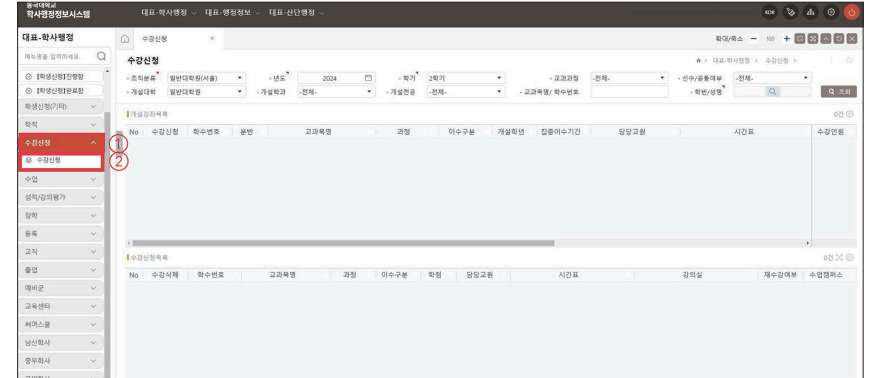 동국대학교
학사행정정보시스템
대표-학사행정 대표-행정정보 대표-산단행정
KOR
대표-학사행정
수강신청 ×
확대/축소 - 100 +
메뉴명을 입력하세요.
수강신청
대표-학사행정 › 수강신청 ›
[학생신청]진행함
[학생신청]완료함
학생신청(기타)
학적
수강신청
수강신청
수업
성적/강의평가
장학
등록
교직
졸업
예비군
교육센터
써머스쿨
남산학사
충무학사
조직분류 일반대학원(서울) 년도 2024 학기 2학기 교과과정 -전체- 선수/공통여부 -전체-
개설대학 일반대학원 개설학과 -전체- 개설전공 -전체- 교과목명/ 학수번호 학번/성명 조회
개설강좌목록 0건
① No 수강신청 학수번호 분반 교과목명 과정 이수구분 개설학년 집중이수기간 담당교원 시간표 수강인원
②
수강신청목록 0건
No 수강삭제 학수번호 교과목명 과정 이수구분 학점 담당교원 시간표 강의실 재수강여부 수업캠퍼스